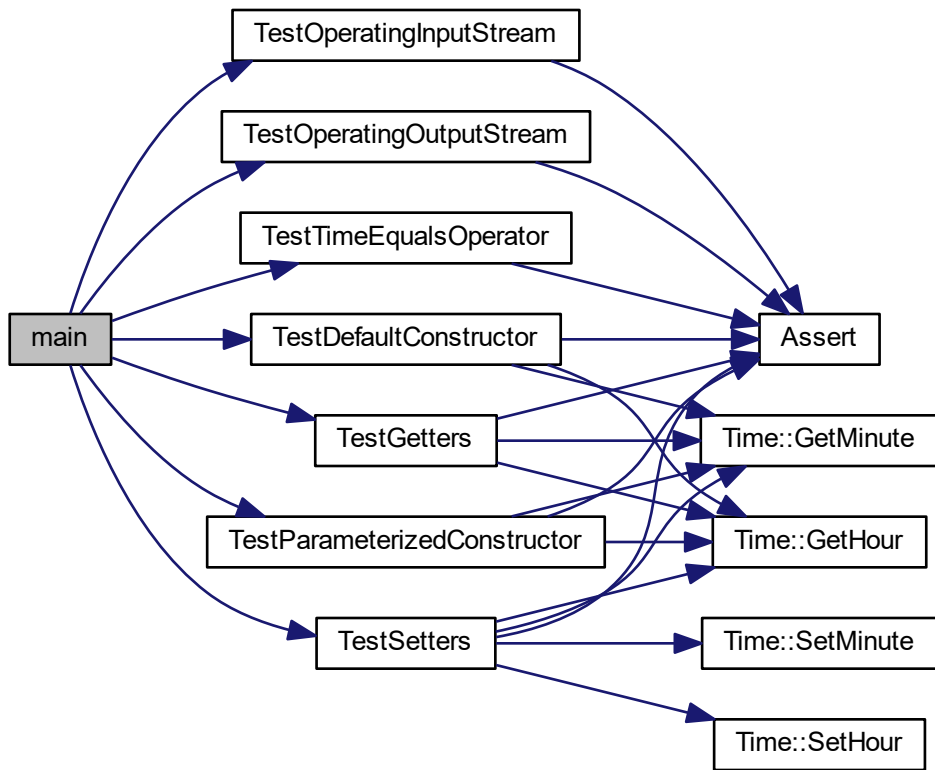 TestOperatingInputStream
TestOperatingOutputStream
TestTimeEqualsOperator
main
TestDefaultConstructor
Assert
TestGetters
Time::GetMinute
TestParameterizedConstructor
Time::GetHour
TestSetters
Time::SetMinute
Time::SetHour